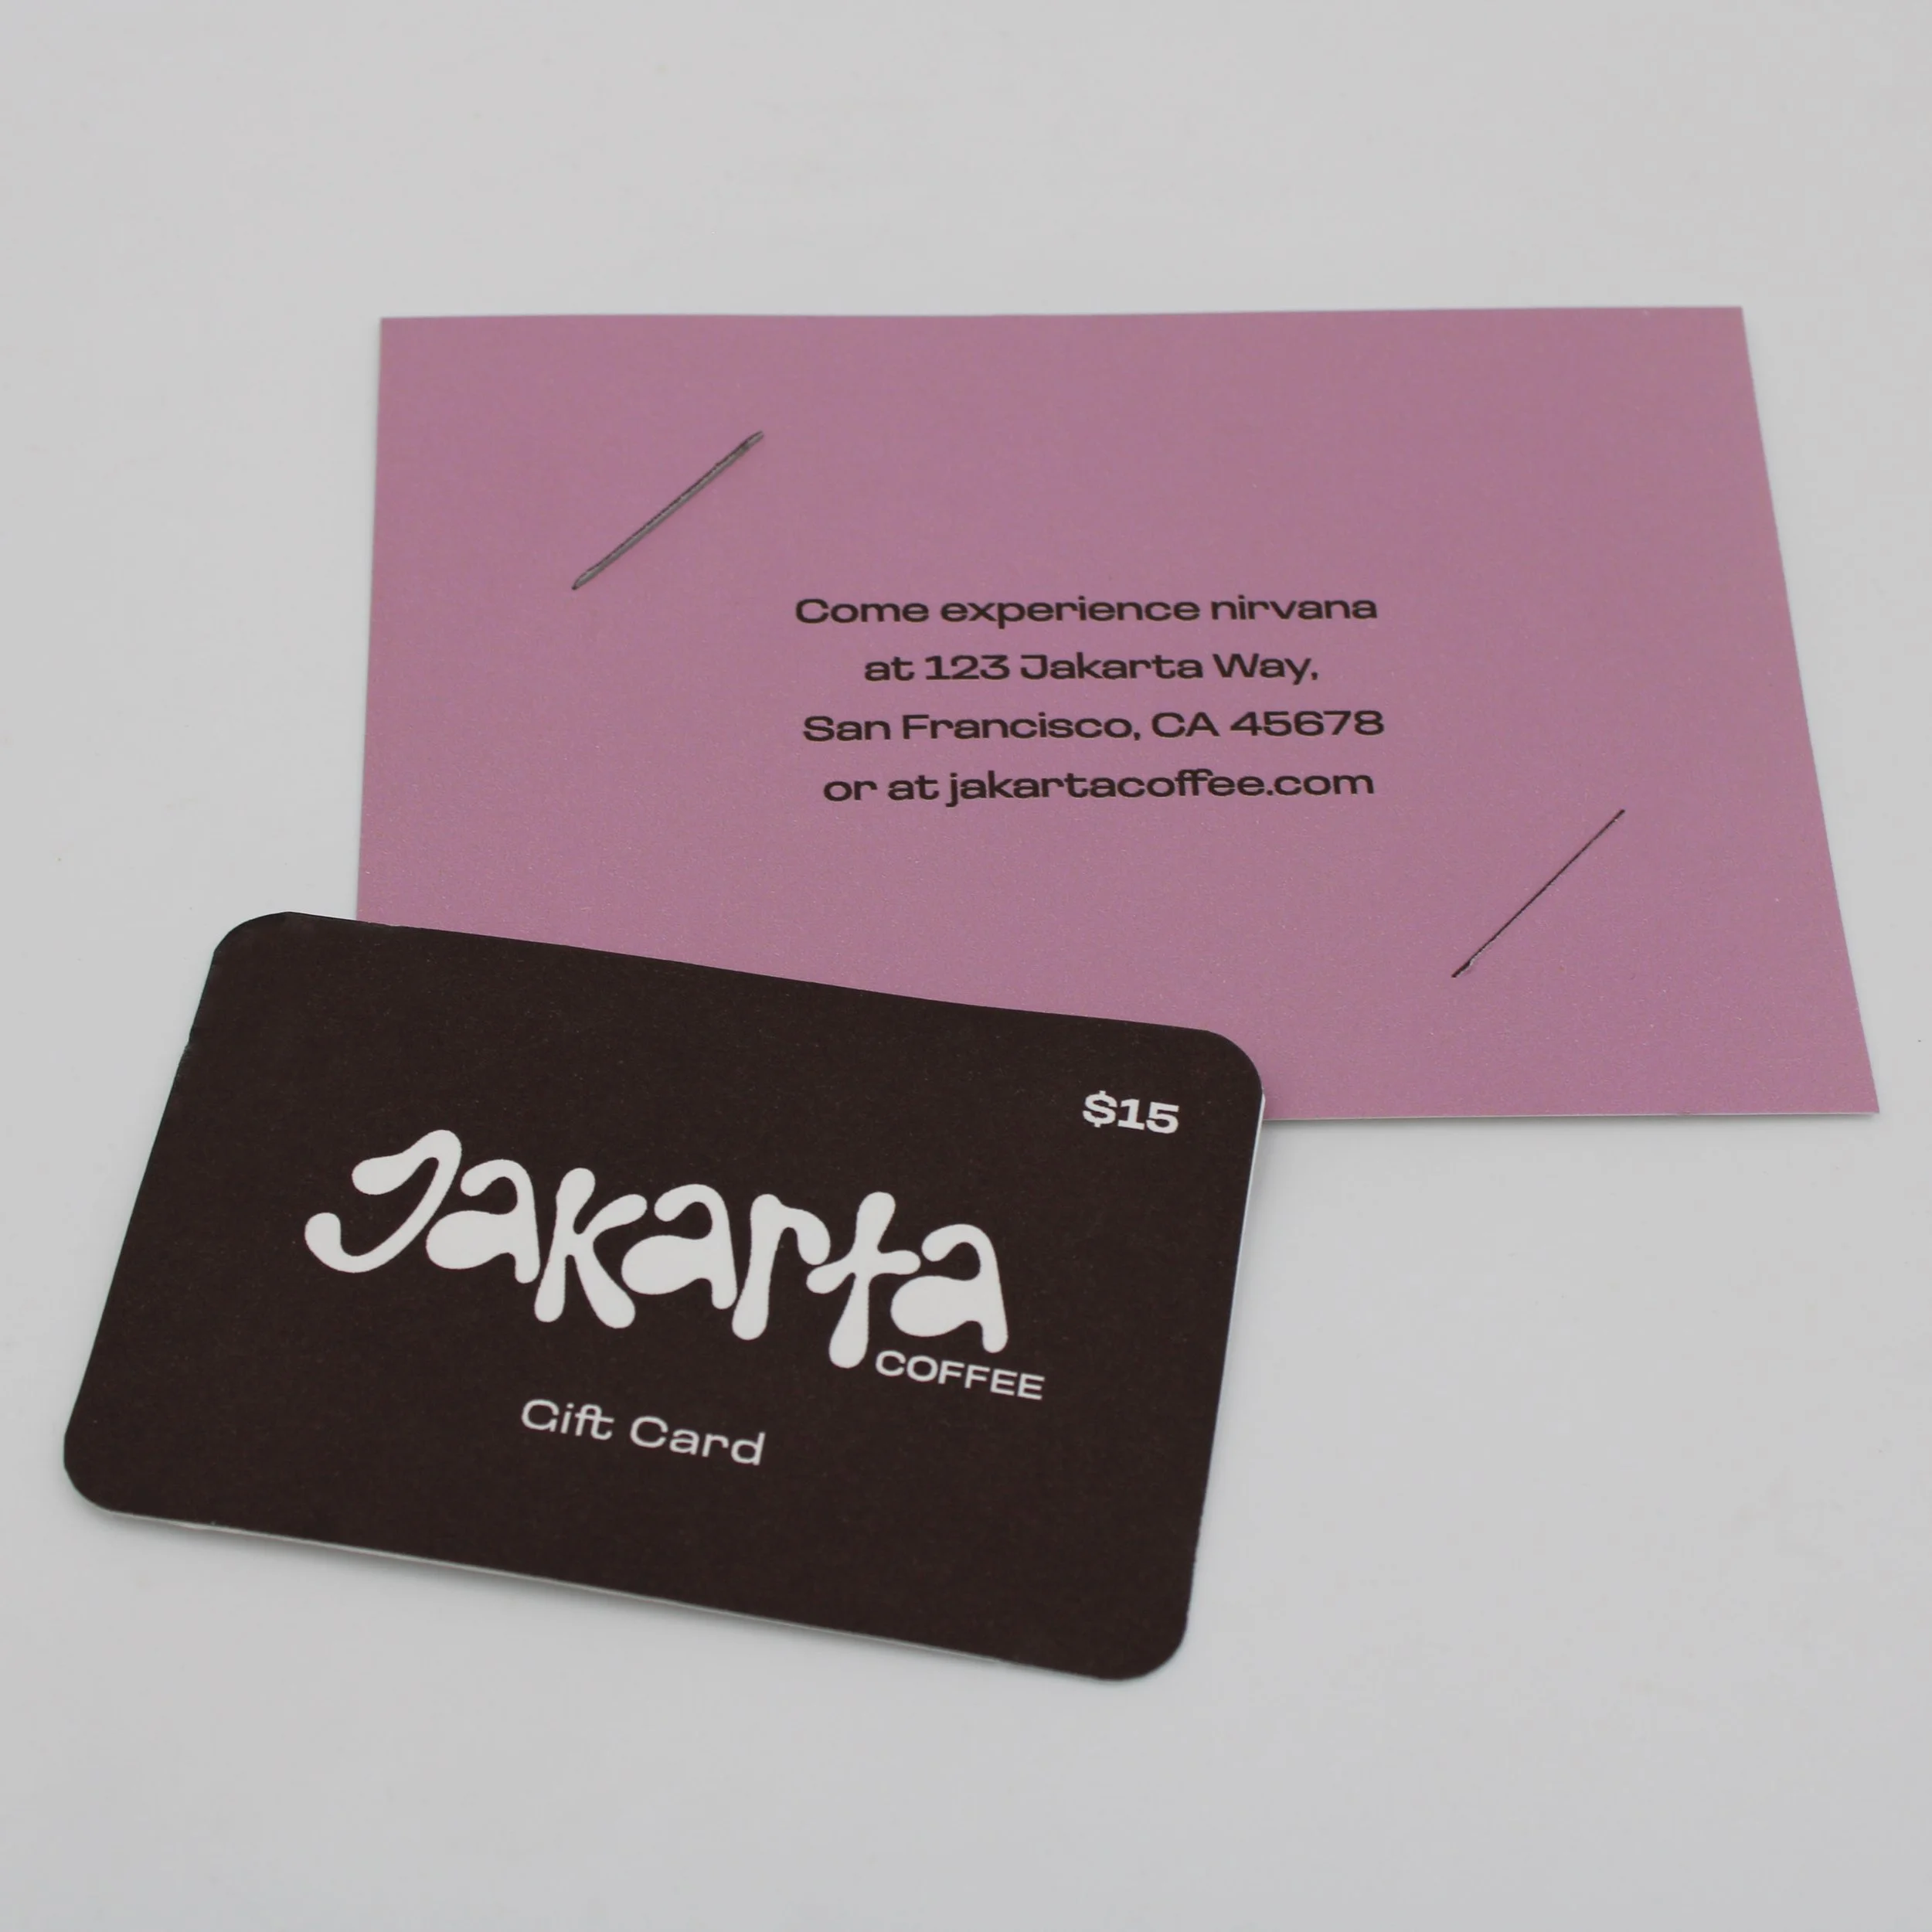 Come experience nirvana
at 123 Jakarta Way,
San Francisco, CA 45678
or at jakartacoffee.com
$15
Jakarta
COFFEE
Gift Card